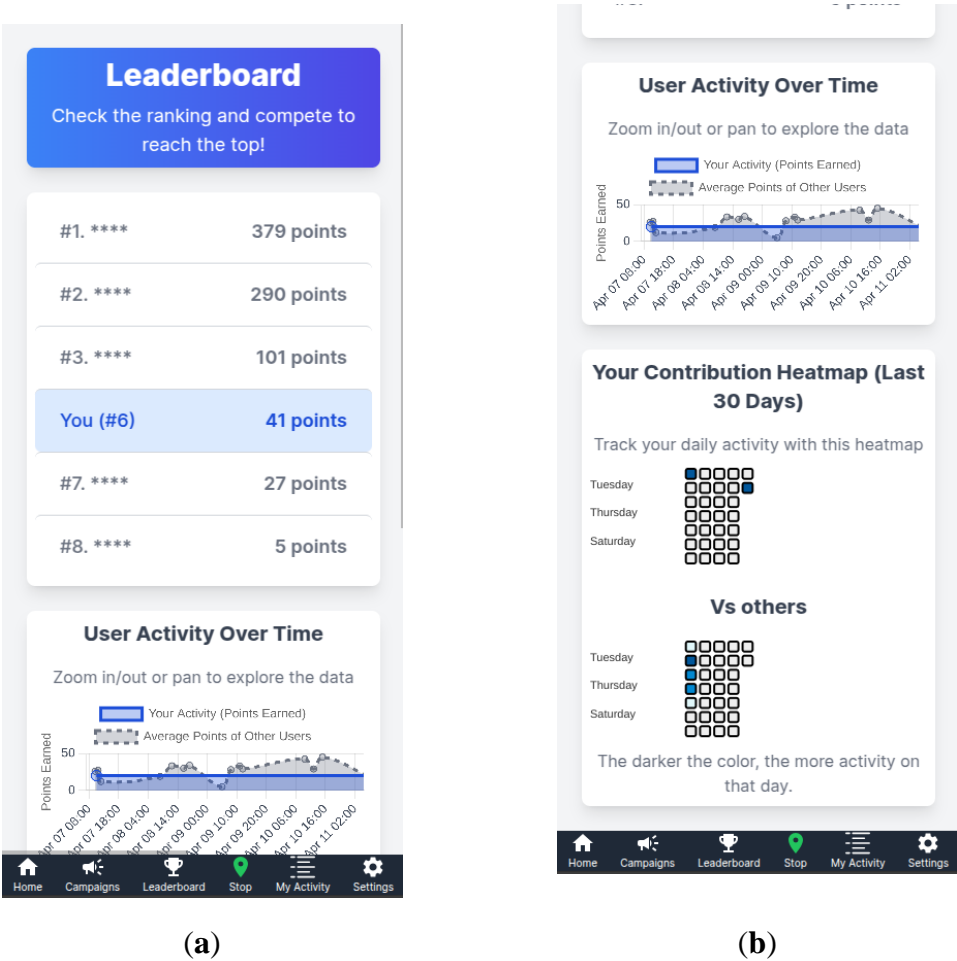 Leaderboard
Check the ranking and compete to
reach the top!
#1. **** 379 points
#2. **** 290 points
#3. **** 101 points
You (#6) 41 points
#7. **** 27 points
#8. **** 5 points
User Activity Over Time
Zoom in/out or pan to explore the data
Your Activity (Points Earned)
Average Points of Other Users
Points Earned
50
0
Apr 07 08:00
Apr 07 18:00
Apr 08 04:00
Apr 08 14:00
Apr 09 00:00
Apr 09 10:00
Apr 09 20:00
Apr 10 06:00
Apr 10 16:00
Apr 11 02:00
Home Campaigns Leaderboard Stop My Activity Settings
(a)
User Activity Over Time
Zoom in/out or pan to explore the data
Your Activity (Points Earned)
Average Points of Other Users
Points Earned
50
0
Apr 07 08:00
Apr 07 18:00
Apr 08 04:00
Apr 08 14:00
Apr 09 00:00
Apr 09 10:00
Apr 09 20:00
Apr 10 06:00
Apr 10 16:00
Apr 11 02:00
Your Contribution Heatmap (Last
30 Days)
Track your daily activity with this heatmap
Tuesday
Thursday
Saturday
Vs others
Tuesday
Thursday
Saturday
The darker the color, the more activity on
that day.
Home Campaigns Leaderboard Stop My Activity Settings
(b)